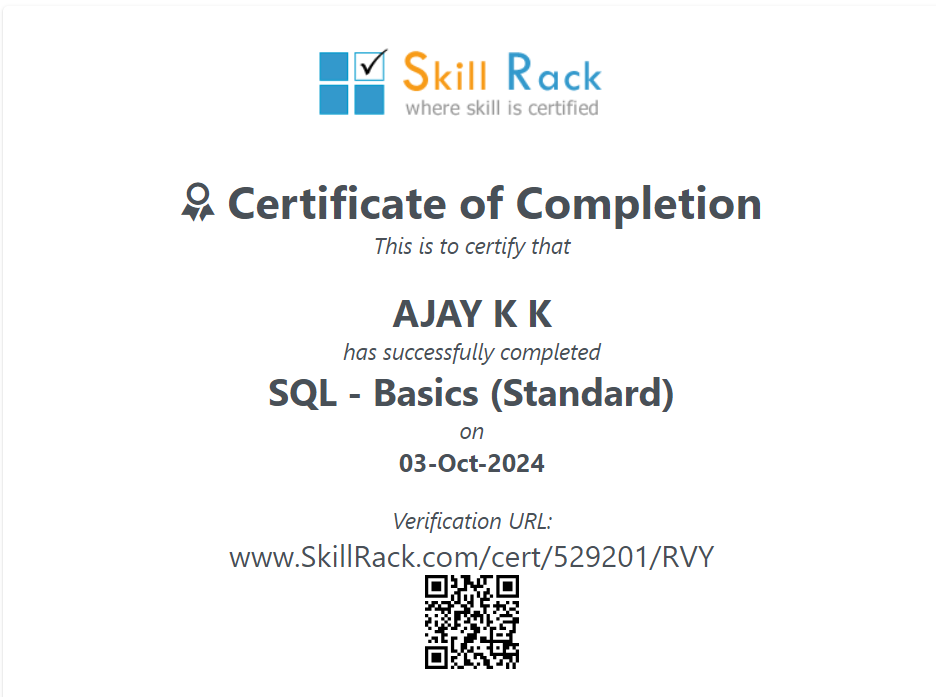 Skill Rack
where skill is certified
Certificate of Completion
This is to certify that
AJAY K K
has successfully completed
SQL - Basics (Standard)
on
03-Oct-2024
Verification URL:
www.SkillRack.com/cert/529201/RVY